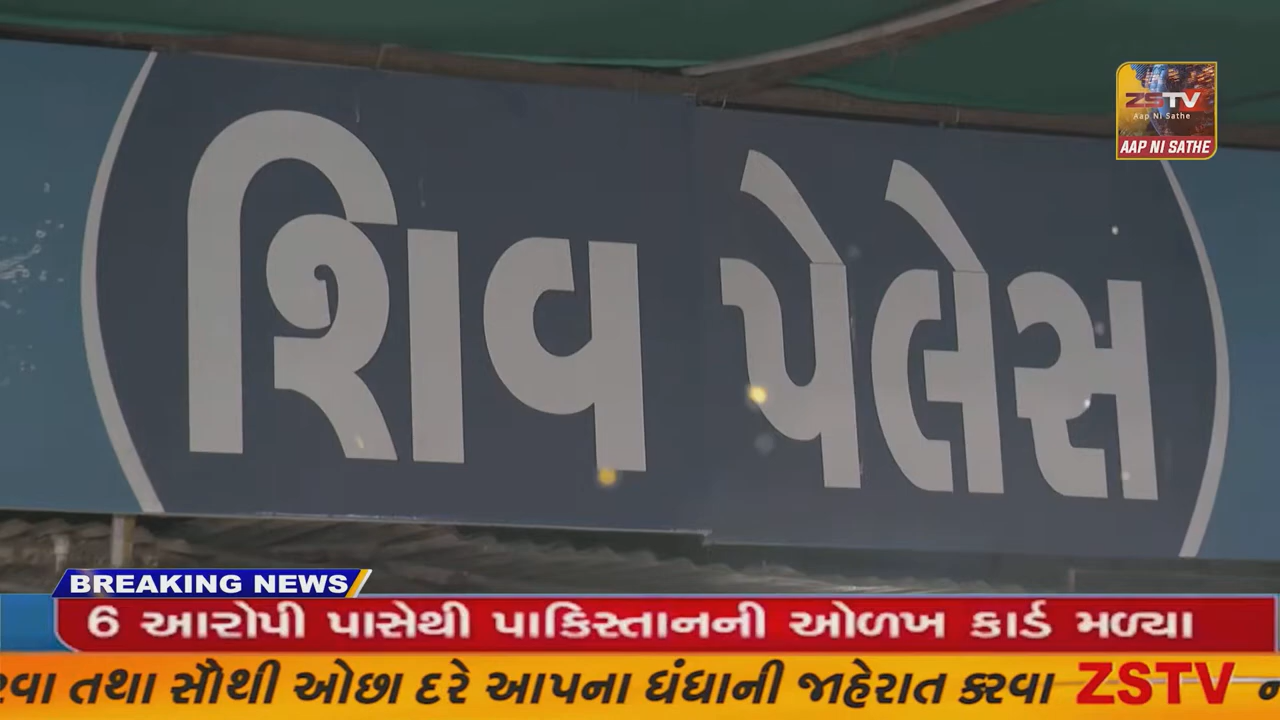 શિવ પેલેસ
ZSTV
Aap Ni Sathe
AAP NI SATHE
BREAKING NEWS
6 આરોપી પાસેથી પાકિસ્તાનની ઓળખ કાર્ડ મળ્યા
તથા સૌથી ઓછા દરે આપના ધંધાની જાહેરાત કરવા ZSTV